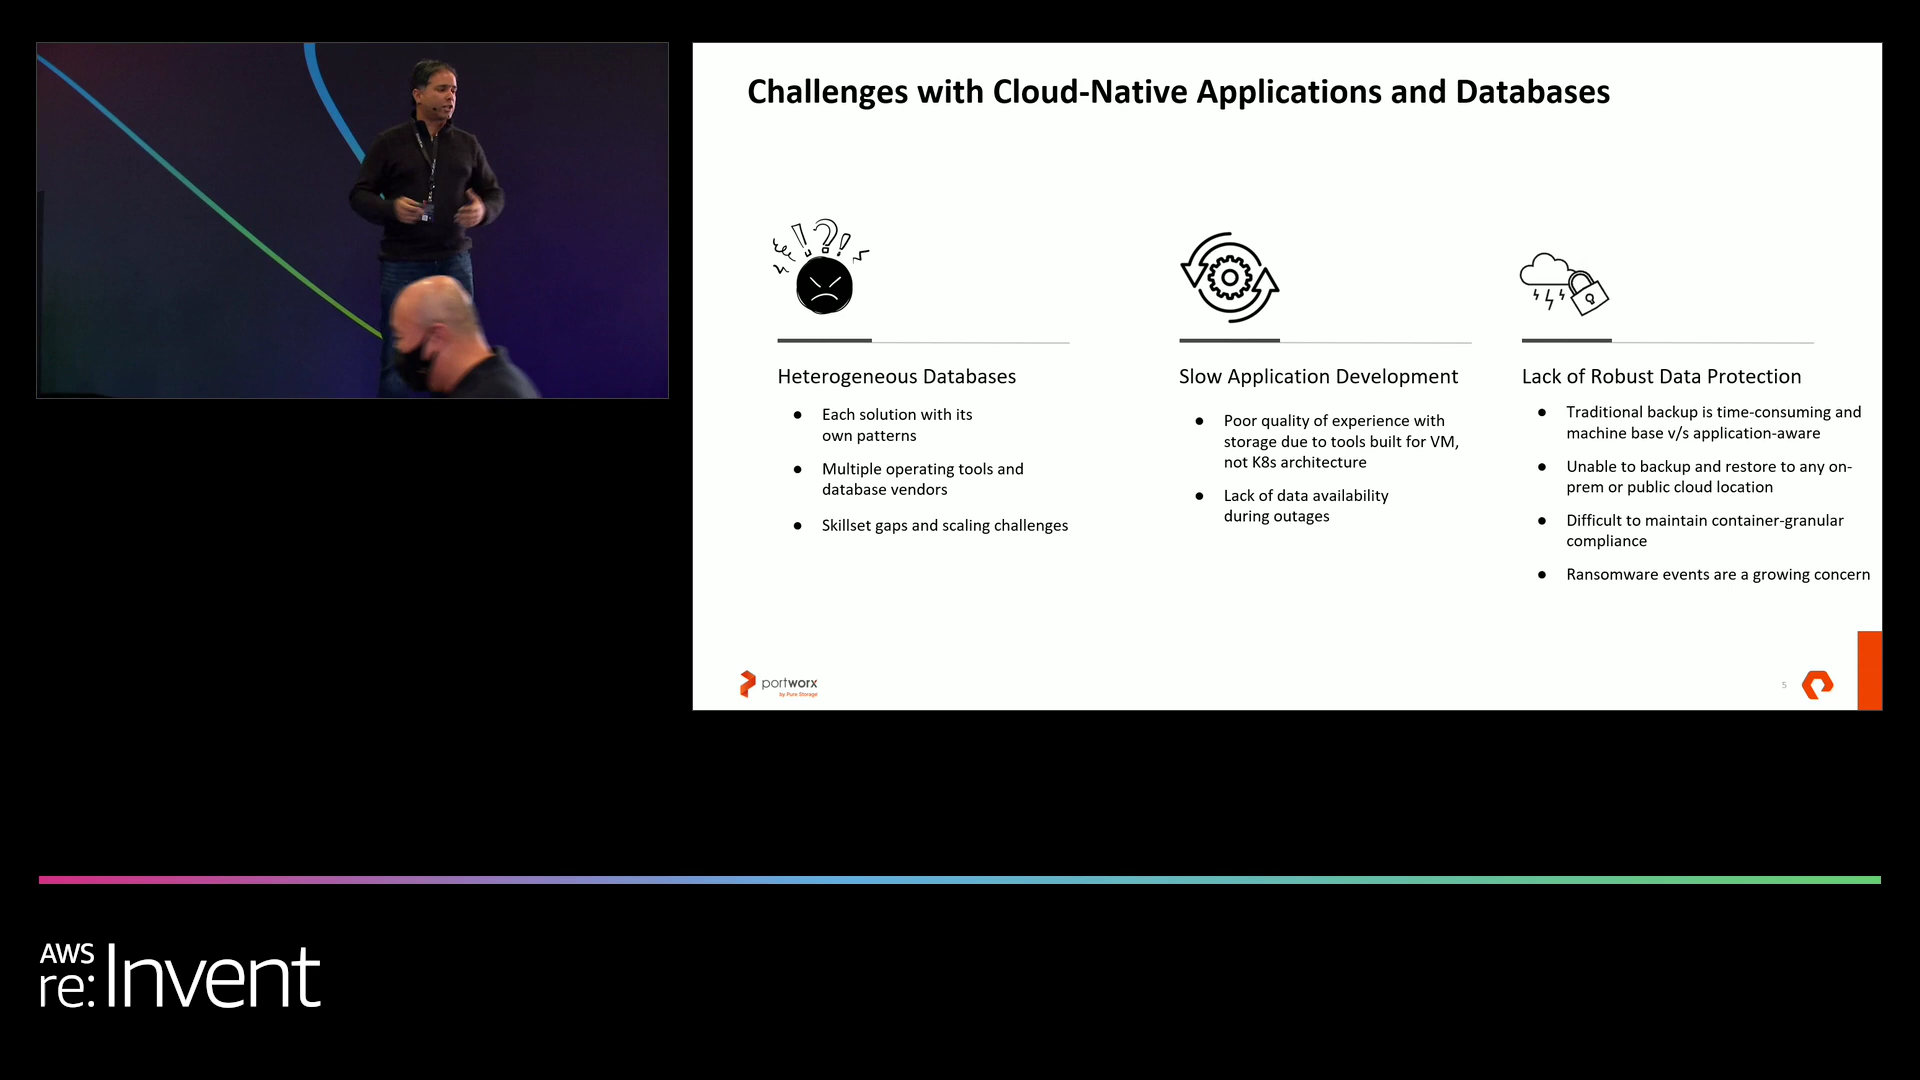 Challenges with Cloud-Native Applications and Databases
Heterogeneous Databases
● Each solution with its
own patterns
● Multiple operating tools and
database vendors
● Skillset gaps and scaling challenges
Slow Application Development
● Poor quality of experience with
storage due to tools built for VM,
not K8s architecture
● Lack of data availability
during outages
Lack of Robust Data Protection
● Traditional backup is time-consuming and
machine base v/s application-aware
● Unable to backup and restore to any on-
prem or public cloud location
● Difficult to maintain container-granular
compliance
● Ransomware events are a growing concern
portworx
by Pure Storage
5
AWS
re:Invent